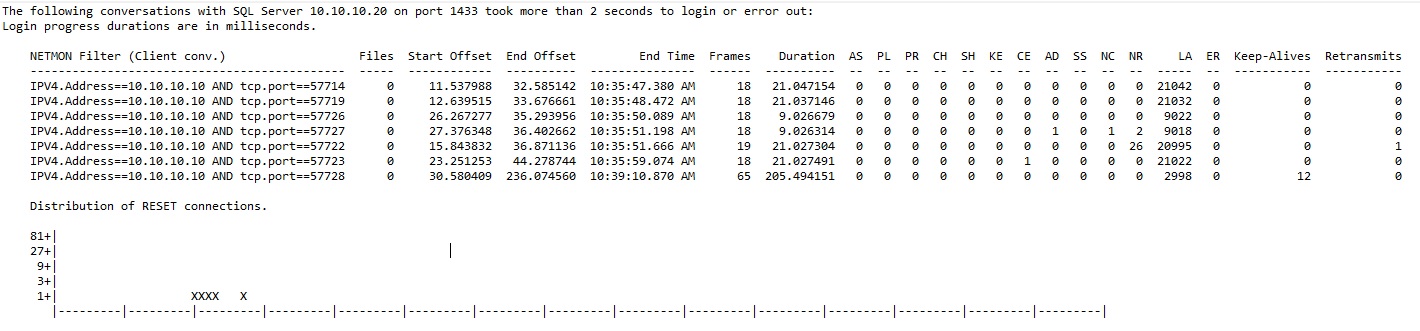 The following conversations with SQL Server 10.10.10.20 on port 1433 took more than 2 seconds to login or error out:
Login progress durations are in milliseconds.
NETMON Filter (Client conv.) Files Start Offset End Offset End Time Frames Duration AS PL PR CH SH KE CE AD SS NC NR LA ER Keep-Alives Retransmits
---------------------------------------- ----- ------------ ---------- --------------- ------ ---------- -- -- -- -- -- -- -- -- -- -- -- ----- -- ----------- -----------
IPV4.Address==10.10.10.10 AND tcp.port==57714 0 11.537988 32.585142 10:35:47.380 AM 18 21.047154 0 0 0 0 0 0 0 0 0 0 0 21042 0 0 0
IPV4.Address==10.10.10.10 AND tcp.port==57719 0 12.639515 33.676661 10:35:48.472 AM 18 21.037146 0 0 0 0 0 0 0 0 0 0 0 21032 0 0 0
IPV4.Address==10.10.10.10 AND tcp.port==57726 0 26.267277 35.293956 10:35:50.089 AM 18 9.026679 0 0 0 0 0 0 0 0 0 0 0 9022 0 0 0
IPV4.Address==10.10.10.10 AND tcp.port==57727 0 27.376348 36.402662 10:35:51.198 AM 18 9.026314 0 0 0 0 0 0 0 1 0 1 2 9018 0 0 0
IPV4.Address==10.10.10.10 AND tcp.port==57722 0 15.843832 36.871136 10:35:51.666 AM 19 21.027304 0 0 0 0 0 0 0 0 0 0 26 20995 0 0 1
IPV4.Address==10.10.10.10 AND tcp.port==57723 0 23.251253 44.278744 10:35:59.074 AM 18 21.027491 0 0 0 0 0 0 1 0 0 0 0 21022 0 0 0
IPV4.Address==10.10.10.10 AND tcp.port==57728 0 30.580409 236.074560 10:39:10.870 AM 65 205.494151 0 0 0 0 0 0 0 0 0 0 0 2998 0 12 0
Distribution of RESET connections.
81+|
27+|
9+|
3+|
1+| XXXX X
|---------|---------|---------|---------|---------|---------|---------|---------|---------|---------|---------|---------|---------|---------|---------|